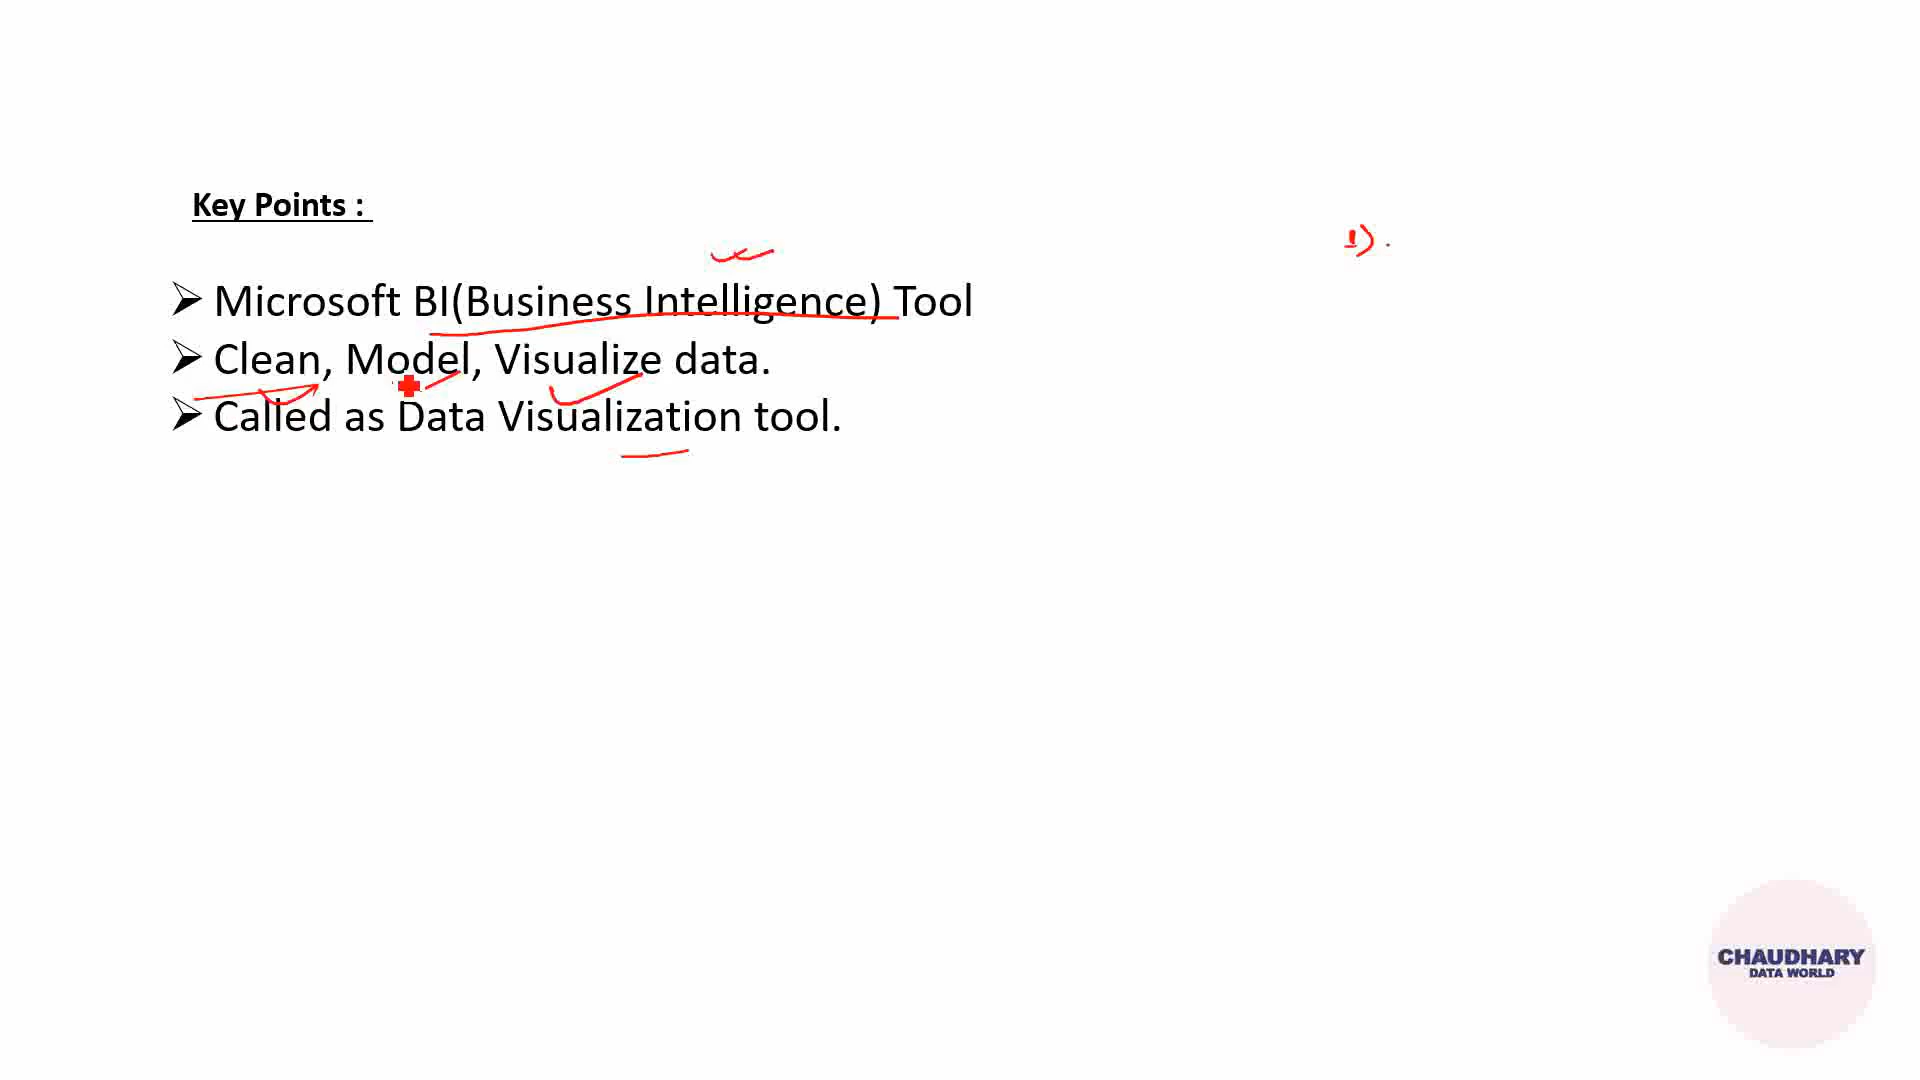 Key Points :
1) .
➢ Microsoft BI(Business Intelligence) Tool
➢ Clean, Model, Visualize data.
➢ Called as Data Visualization tool.
CHAUDHARY
DATA WORLD